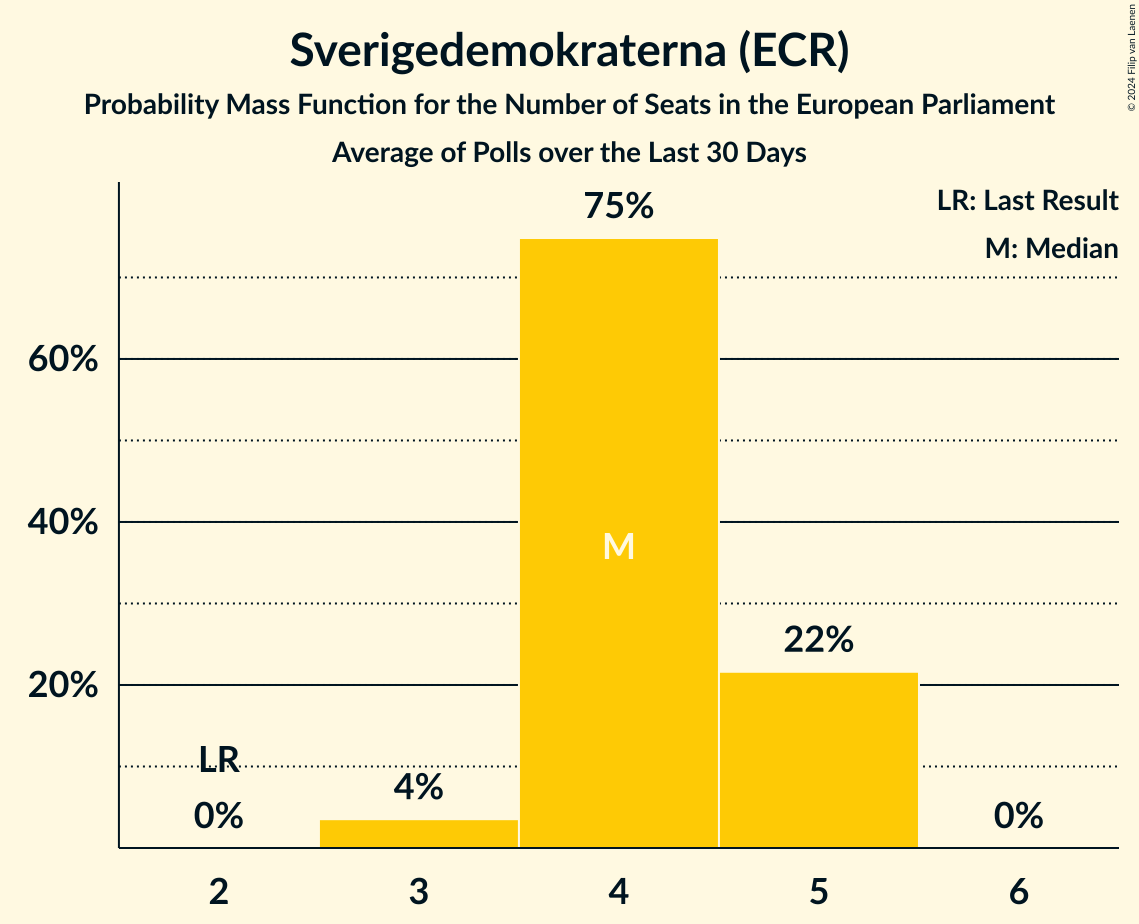 Sverigedemokraterna (ECR)
Probability Mass Function for the Number of Seats in the European Parliament
Average of Polls over the Last 30 Days
© 2024 Filip van Laenen
LR: Last Result
M: Median
75%
60%
40%
M
22%
20%
LR
4%
0%
0%
2 3 4 5 6